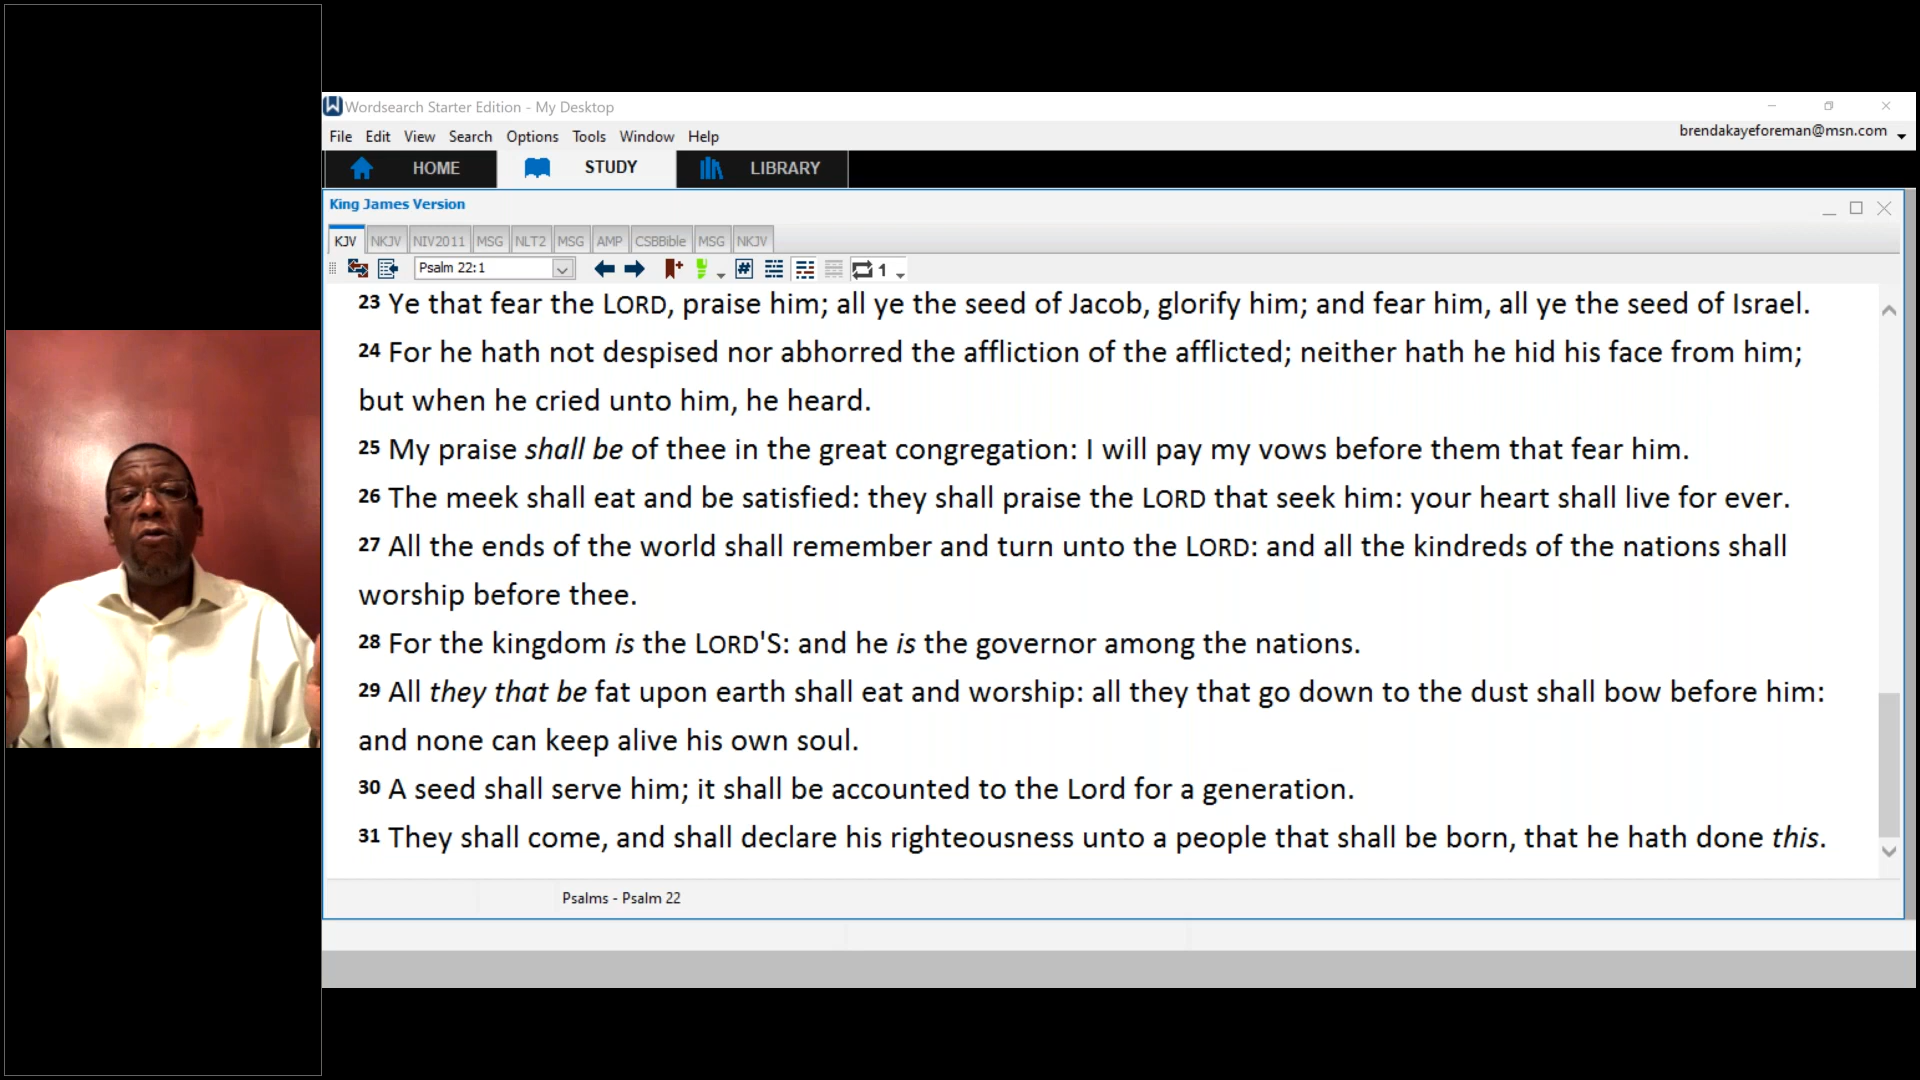 Wordsearch Starter Edition - My Desktop
File Edit View Search Options Tools Window Help
brendakayeforeman@msn.com
HOME STUDY LIBRARY
King James Version
KJV NKJV NIV2011 MSG NLT2 MSG AMP CSBBible MSG NKJV
Psalm 22:1 # 1
23 Ye that fear the LORD, praise him; all ye the seed of Jacob, glorify him; and fear him, all ye the seed of Israel.
24 For he hath not despised nor abhorred the affliction of the afflicted; neither hath he hid his face from him;
but when he cried unto him, he heard.
25 My praise shall be of thee in the great congregation: I will pay my vows before them that fear him.
26 The meek shall eat and be satisfied: they shall praise the LORD that seek him: your heart shall live for ever.
27 All the ends of the world shall remember and turn unto the LORD: and all the kindreds of the nations shall
worship before thee.
28 For the kingdom is the LORD'S: and he is the governor among the nations.
29 All they that be fat upon earth shall eat and worship: all they that go down to the dust shall bow before him:
and none can keep alive his own soul.
30 A seed shall serve him; it shall be accounted to the Lord for a generation.
31 They shall come, and shall declare his righteousness unto a people that shall be born, that he hath done this.
Psalms - Psalm 22